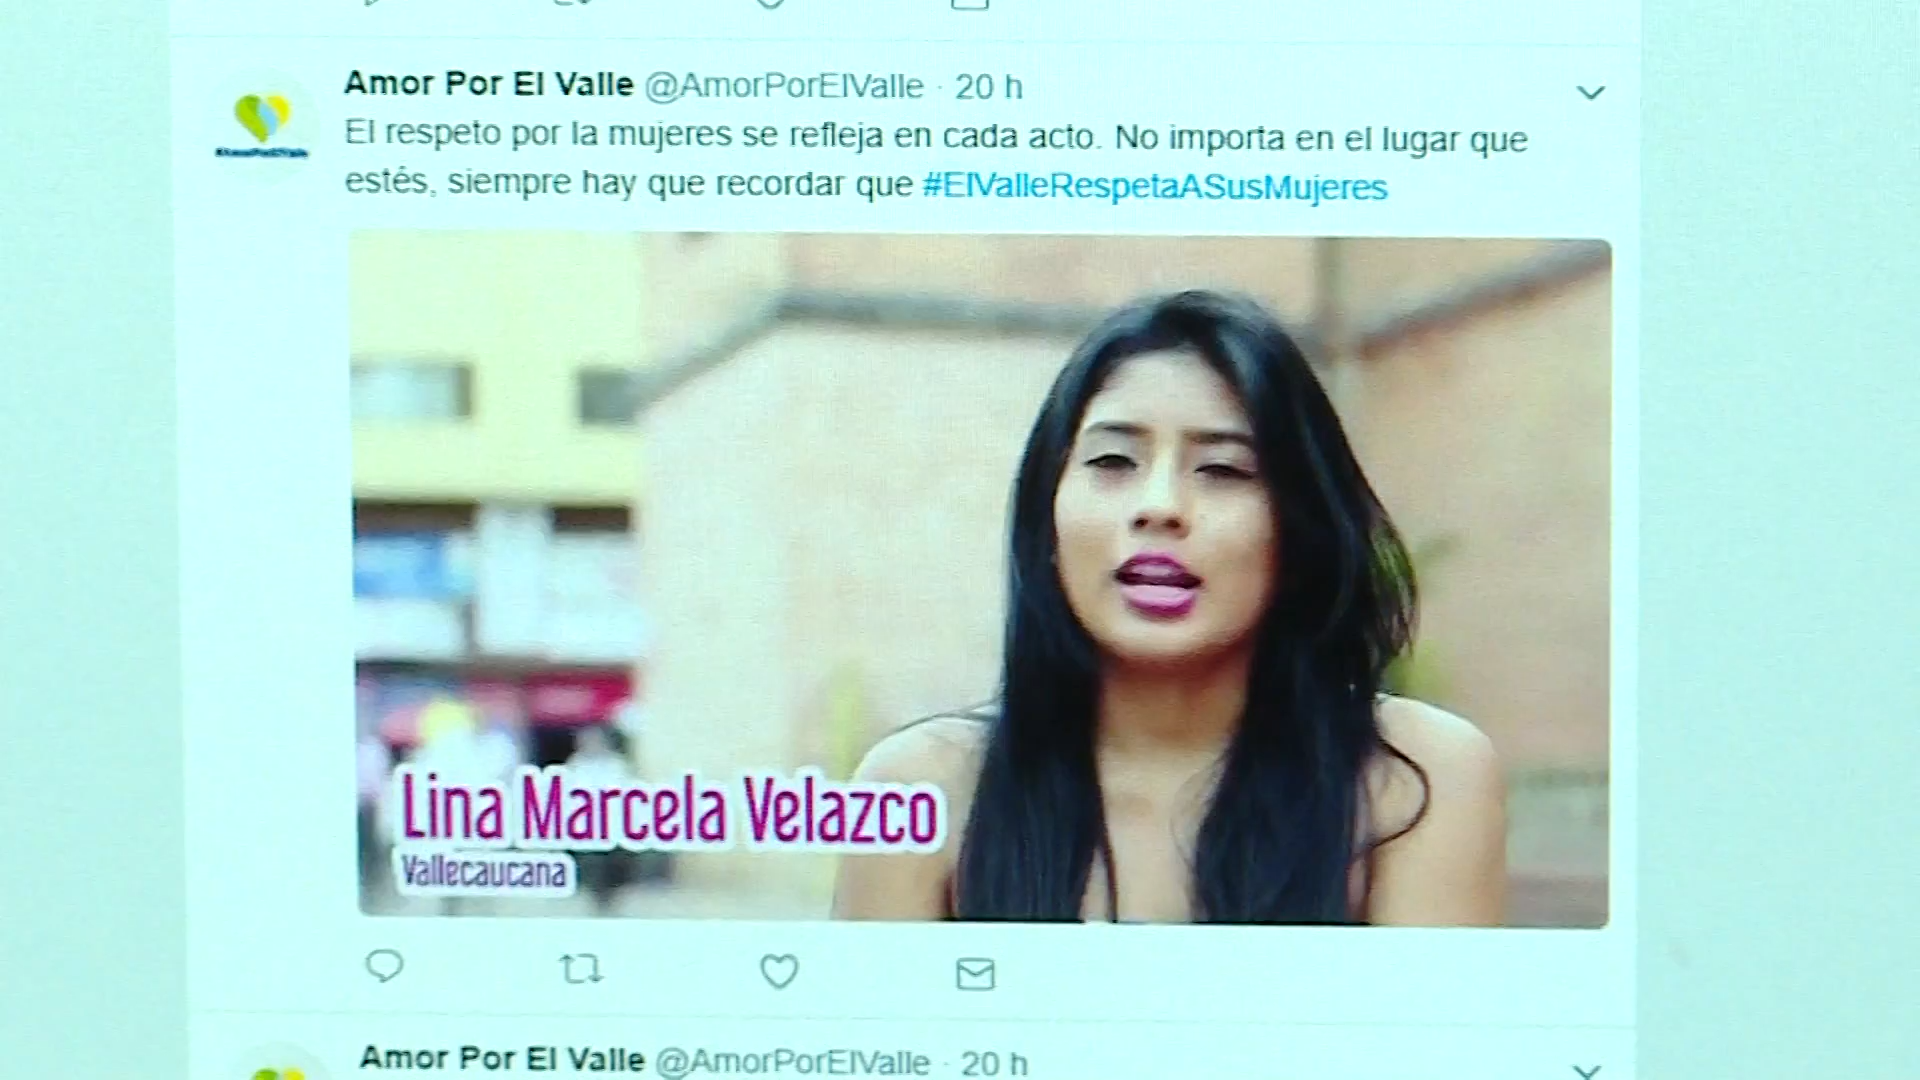 Amor Por El Valle @AmorPorElValle · 20 h
El respeto por la mujeres se refleja en cada acto. No importa en el lugar que
estés, siempre hay que recordar que #ElValleRespetaASusMujeres
Lina Marcela Velazco
Vallecaucana
Amor Por El Valle @AmorPorElValle · 20 h